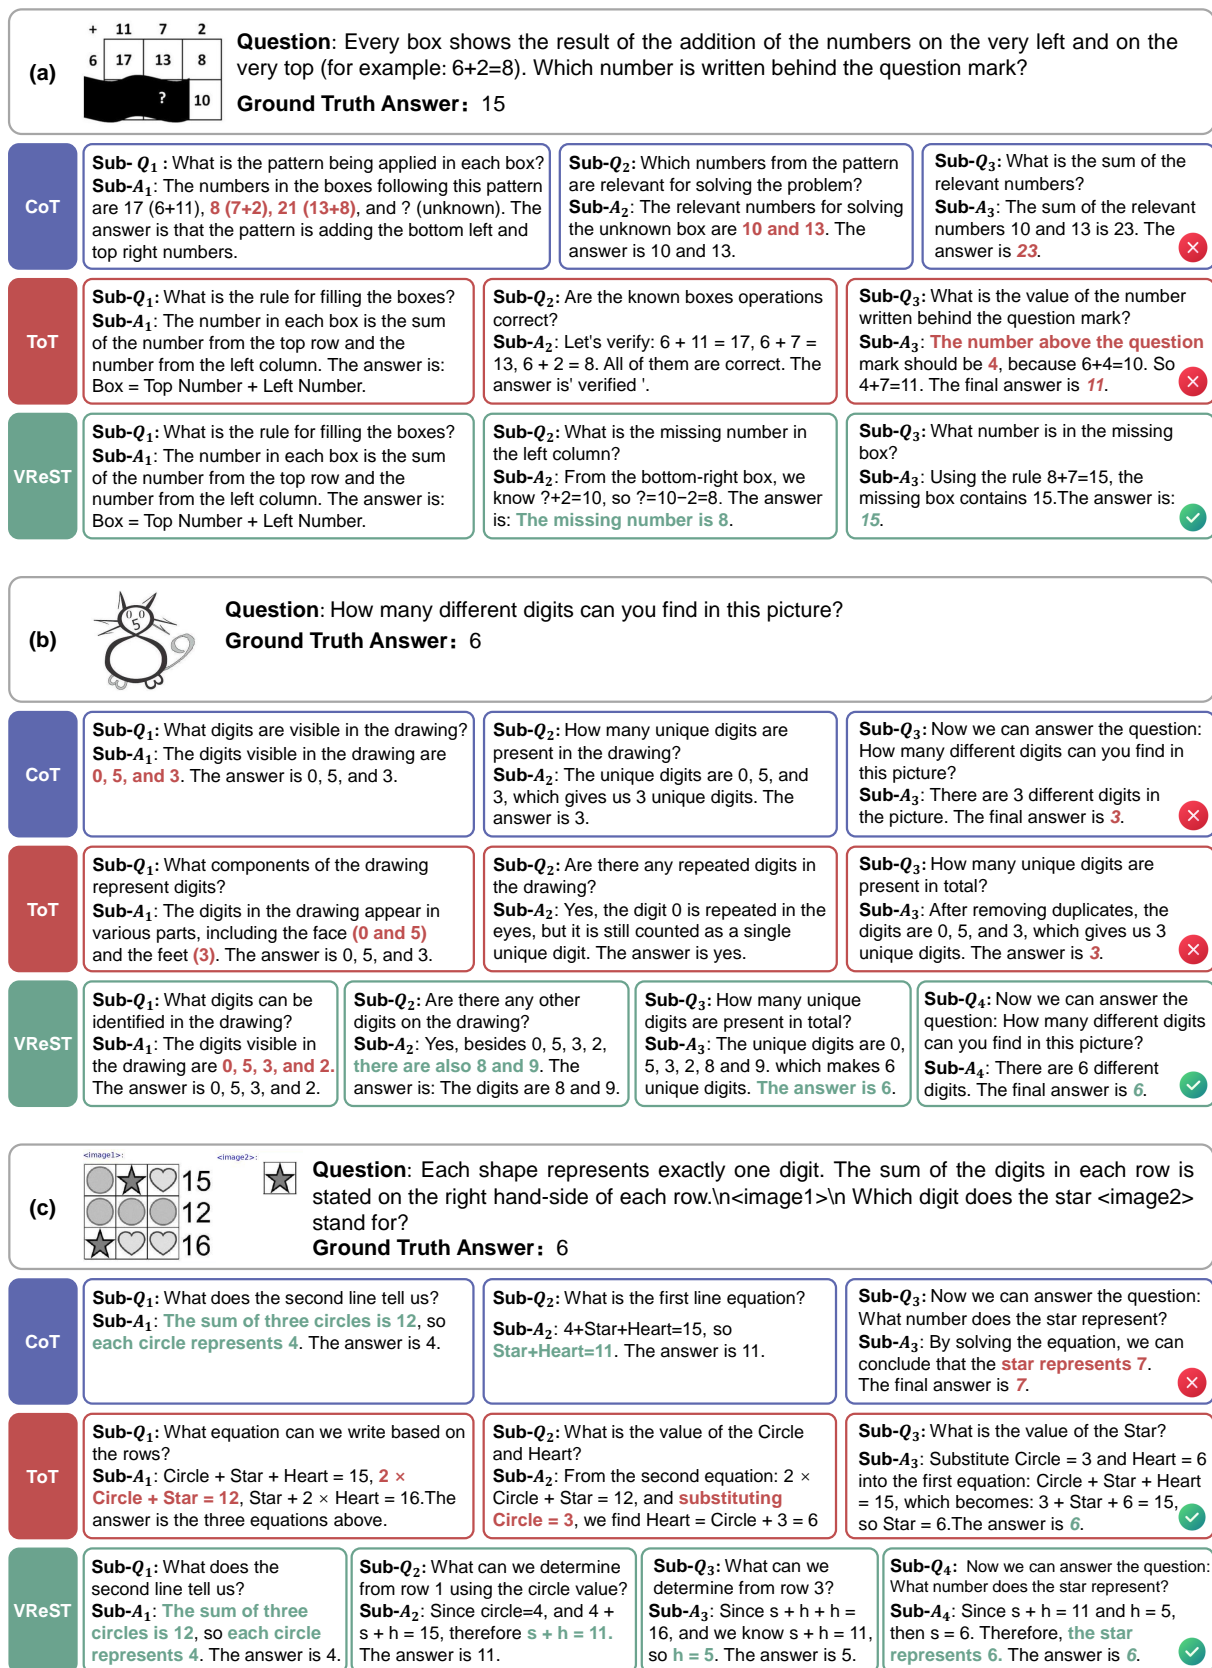 (a)
+ 11 7 2
6 17 13 8
? 10
Question: Every box shows the result of the addition of the numbers on the very left and on the
very top (for example: 6+2=8). Which number is written behind the question mark?
Ground Truth Answer: 15
CoT
Sub-Q₁: What is the pattern being applied in each box?
Sub-A₁: The numbers in the boxes following this pattern
are 17 (6+11), 8 (7+2), 21 (13+8), and ? (unknown). The
answer is that the pattern is adding the bottom left and
top right numbers.
Sub-Q₂: Which numbers from the pattern
are relevant for solving the problem?
Sub-A₂: The relevant numbers for solving
the unknown box are 10 and 13. The
answer is 10 and 13.
Sub-Q₃: What is the sum of the
relevant numbers?
Sub-A₃: The sum of the relevant
numbers 10 and 13 is 23. The
answer is 23.
ToT
Sub-Q₁: What is the rule for filling the boxes?
Sub-A₁: The number in each box is the sum
of the number from the top row and the
number from the left column. The answer is:
Box = Top Number + Left Number.
Sub-Q₂: Are the known boxes operations
correct?
Sub-A₂: Let's verify: 6 + 11 = 17, 6 + 7 =
13, 6 + 2 = 8. All of them are correct. The
answer is' verified '.
Sub-Q₃: What is the value of the number
written behind the question mark?
Sub-A₃: The number above the question
mark should be 4, because 6+4=10. So
4+7=11. The final answer is 11.
VReST
Sub-Q₁: What is the rule for filling the boxes?
Sub-A₁: The number in each box is the sum
of the number from the top row and the
number from the left column. The answer is:
Box = Top Number + Left Number.
Sub-Q₂: What is the missing number in
the left column?
Sub-A₂: From the bottom-right box, we
know ?+2=10, so ?=10−2=8. The answer
is: The missing number is 8.
Sub-Q₃: What number is in the missing
box?
Sub-A₃: Using the rule 8+7=15, the
missing box contains 15.The answer is:
15.
(b)
0 0
5
Question: How many different digits can you find in this picture?
Ground Truth Answer: 6
CoT
Sub-Q₁: What digits are visible in the drawing?
Sub-A₁: The digits visible in the drawing are
0, 5, and 3. The answer is 0, 5, and 3.
Sub-Q₂: How many unique digits are
present in the drawing?
Sub-A₂: The unique digits are 0, 5, and
3, which gives us 3 unique digits. The
answer is 3.
Sub-Q₃: Now we can answer the question:
How many different digits can you find in
this picture?
Sub-A₃: There are 3 different digits in
the picture. The final answer is 3.
ToT
Sub-Q₁: What components of the drawing
represent digits?
Sub-A₁: The digits in the drawing appear in
various parts, including the face (0 and 5)
and the feet (3). The answer is 0, 5, and 3.
Sub-Q₂: Are there any repeated digits in
the drawing?
Sub-A₂: Yes, the digit 0 is repeated in the
eyes, but it is still counted as a single
unique digit. The answer is yes.
Sub-Q₃: How many unique digits are
present in total?
Sub-A₃: After removing duplicates, the
digits are 0, 5, and 3, which gives us 3
unique digits. The answer is 3.
VReST
Sub-Q₁: What digits can be
identified in the drawing?
Sub-A₁: The digits visible in
the drawing are 0, 5, 3, and 2.
The answer is 0, 5, 3, and 2.
Sub-Q₂: Are there any other
digits on the drawing?
Sub-A₂: Yes, besides 0, 5, 3, 2,
there are also 8 and 9. The
answer is: The digits are 8 and 9.
Sub-Q₃: How many unique
digits are present in total?
Sub-A₃: The unique digits are 0,
5, 3, 2, 8 and 9. which makes 6
unique digits. The answer is 6.
Sub-Q₄: Now we can answer the
question: How many different digits
can you find in this picture?
Sub-A₄: There are 6 different
digits. The final answer is 6.
(c)
<image1>:
15
12
16
<image2>:
Question: Each shape represents exactly one digit. The sum of the digits in each row is
stated on the right hand-side of each row.\n<image1>\n Which digit does the star <image2>
stand for?
Ground Truth Answer: 6
CoT
Sub-Q₁: What does the second line tell us?
Sub-A₁: The sum of three circles is 12, so
each circle represents 4. The answer is 4.
Sub-Q₂: What is the first line equation?
Sub-A₂: 4+Star+Heart=15, so
Star+Heart=11. The answer is 11.
Sub-Q₃: Now we can answer the question:
What number does the star represent?
Sub-A₃: By solving the equation, we can
conclude that the star represents 7.
The final answer is 7.
ToT
Sub-Q₁: What equation can we write based on
the rows?
Sub-A₁: Circle + Star + Heart = 15, 2 ×
Circle + Star = 12, Star + 2 × Heart = 16.The
answer is the three equations above.
Sub-Q₂: What is the value of the Circle
and Heart?
Sub-A₂: From the second equation: 2 ×
Circle + Star = 12, and substituting
Circle = 3, we find Heart = Circle + 3 = 6
Sub-Q₃: What is the value of the Star?
Sub-A₃: Substitute Circle = 3 and Heart = 6
into the first equation: Circle + Star + Heart
= 15, which becomes: 3 + Star + 6 = 15,
so Star = 6.The answer is 6.
VReST
Sub-Q₁: What does the
second line tell us?
Sub-A₁: The sum of three
circles is 12, so each circle
represents 4. The answer is 4.
Sub-Q₂: What can we determine
from row 1 using the circle value?
Sub-A₂: Since circle=4, and 4 +
s + h = 15, therefore s + h = 11.
The answer is 11.
Sub-Q₃: What can we
determine from row 3?
Sub-A₃: Since s + h + h =
16, and we know s + h = 11,
so h = 5. The answer is 5.
Sub-Q₄: Now we can answer the question:
What number does the star represent?
Sub-A₄: Since s + h = 11 and h = 5,
then s = 6. Therefore, the star
represents 6. The answer is 6.